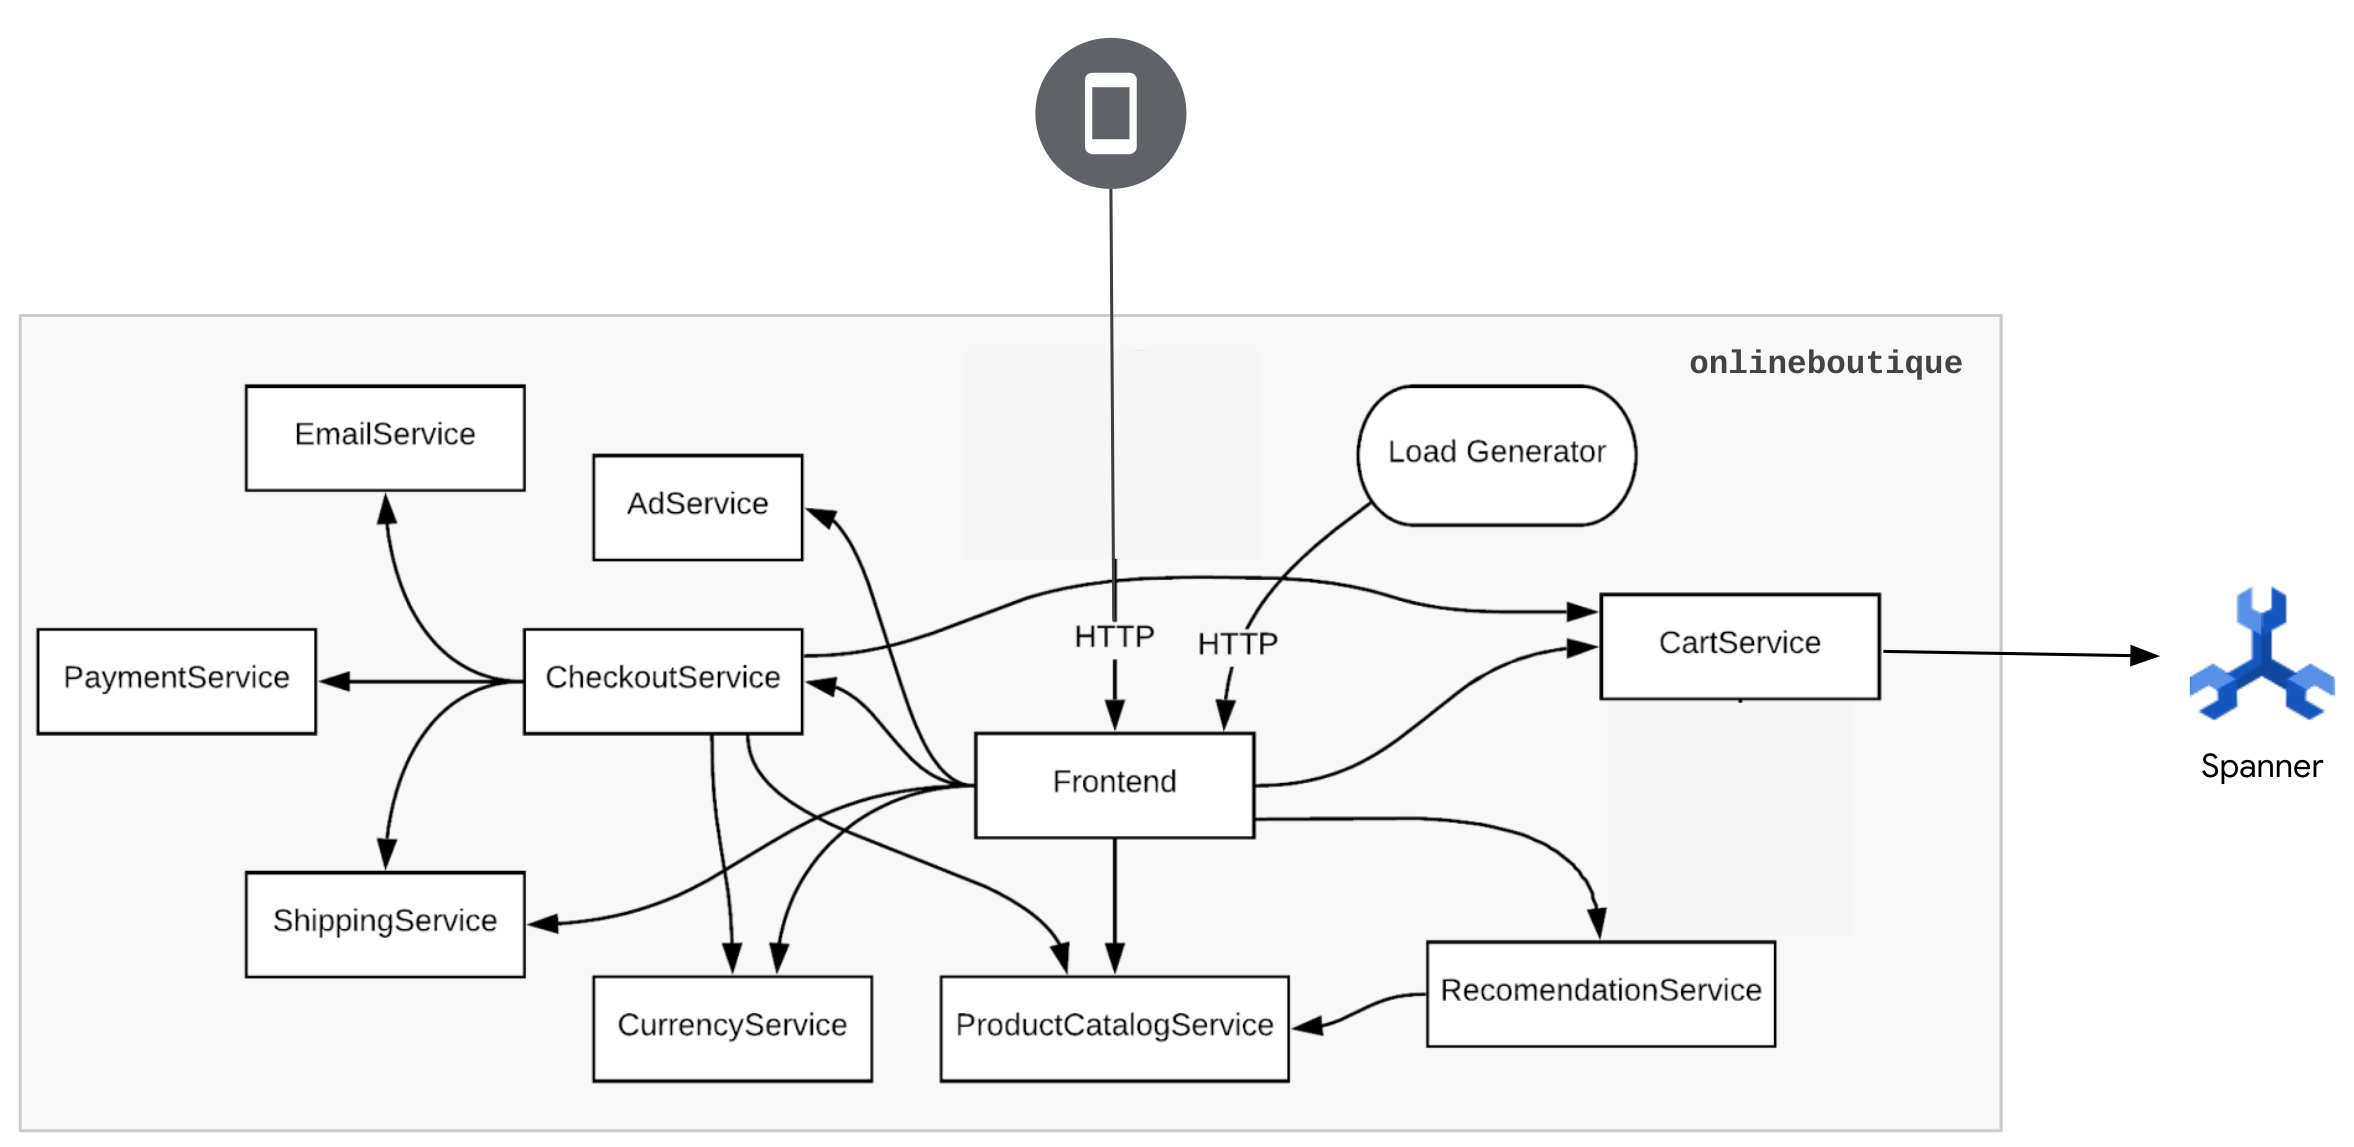 onlineboutique
EmailService
Load Generator
AdService
HTTP
HTTP
CartService
PaymentService
CheckoutService
Spanner
Frontend
ShippingService
RecomendationService
CurrencyService
ProductCatalogService